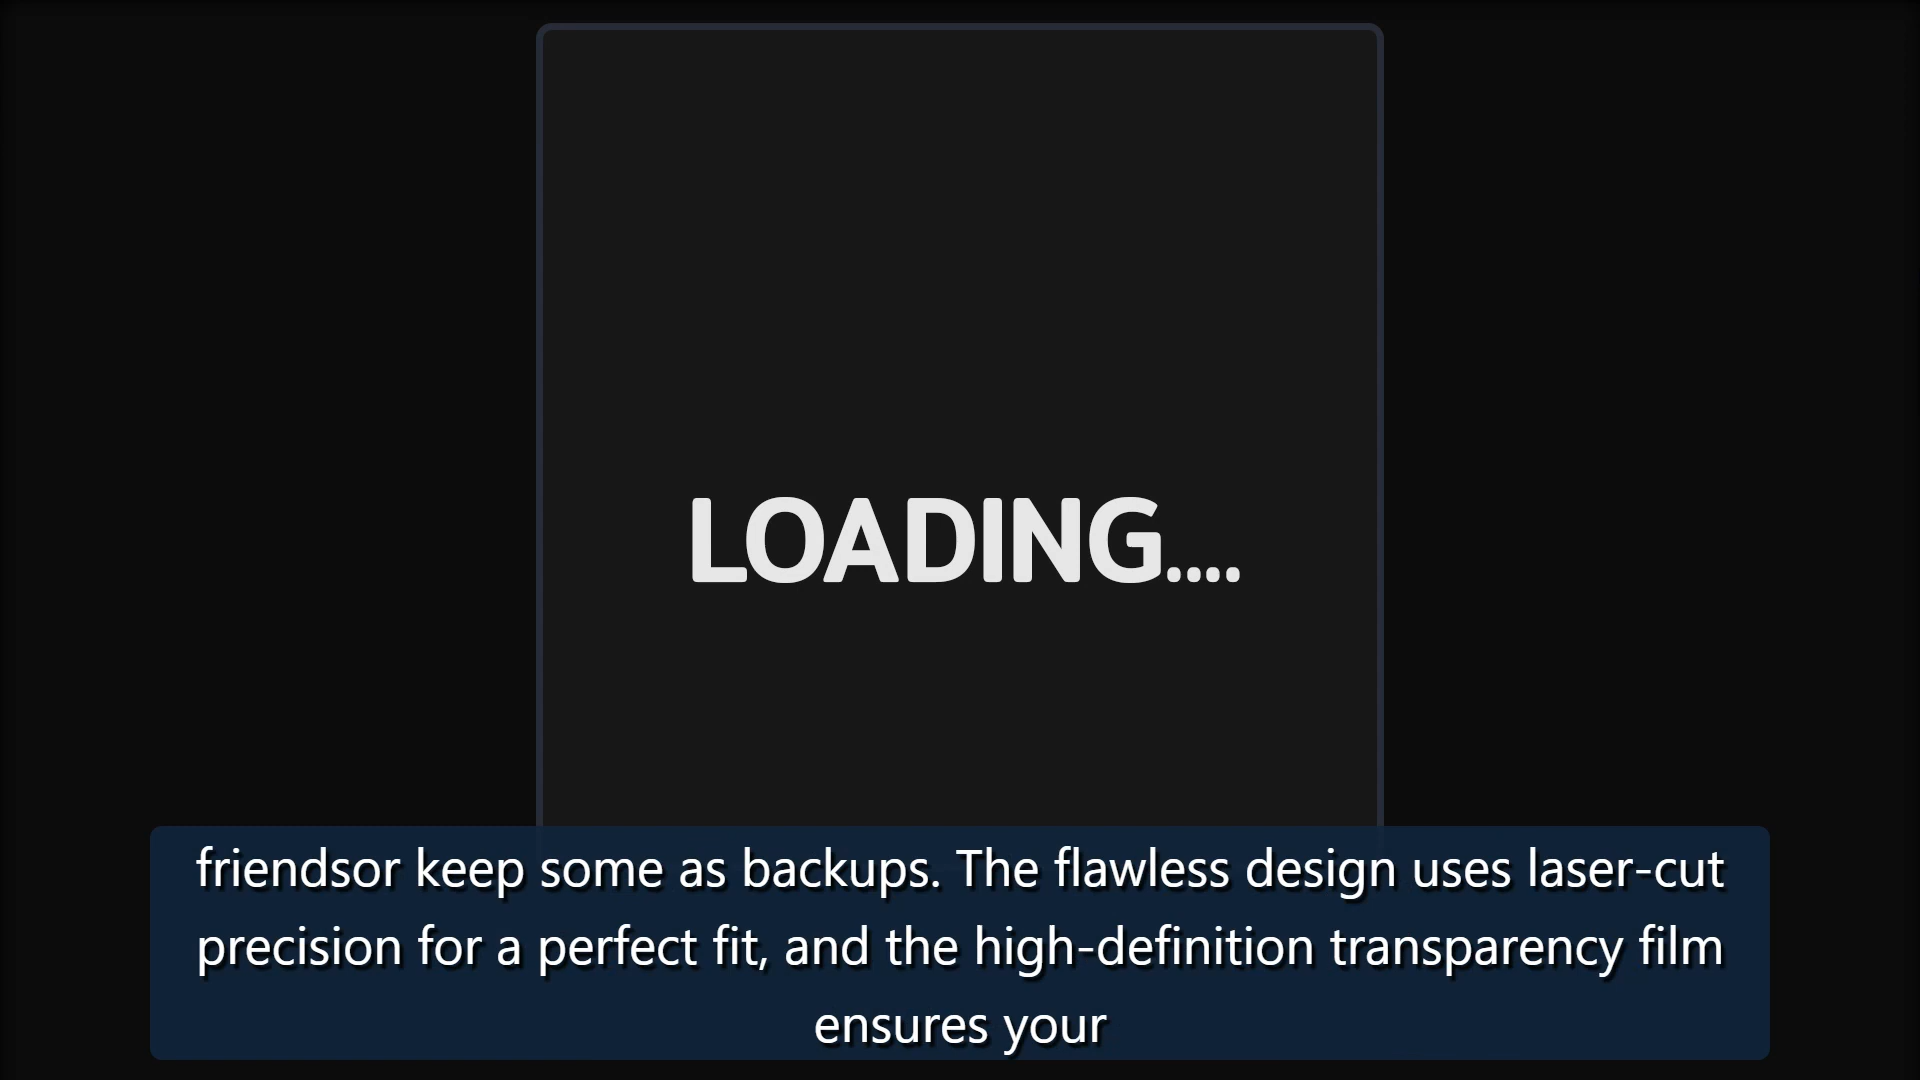 LOADING....
friendsor keep some as backups. The flawless design uses laser-cut
precision for a perfect fit, and the high-definition transparency film
ensures your